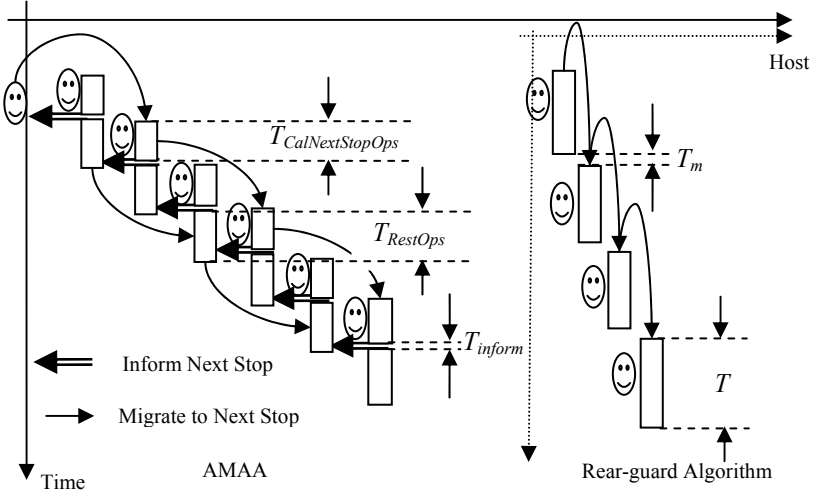 Host
T_CalNextStopOps
T_m
T_RestOps
T_inform
Inform Next Stop
T
Migrate to Next Stop
AMAA
Rear-guard Algorithm
Time